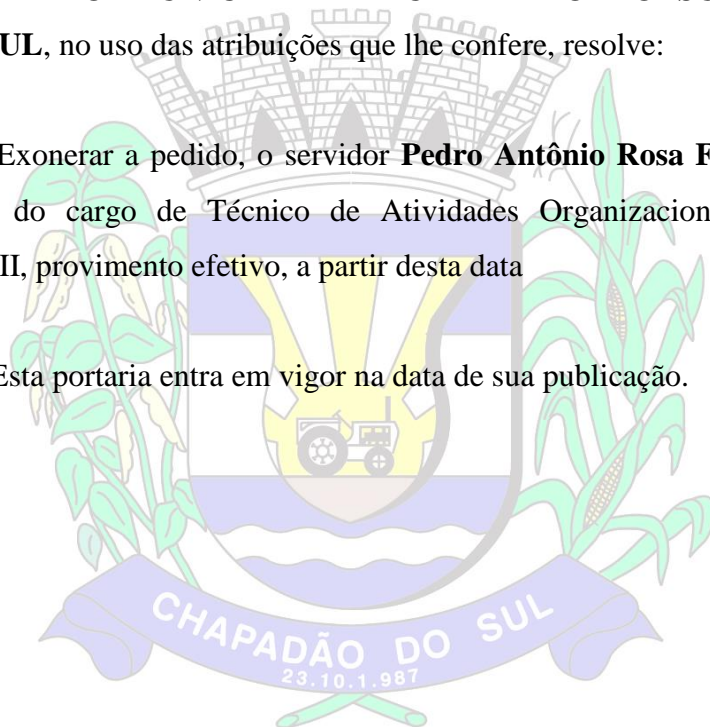 UL, no uso das atribuições que lhe confere, resolve:
Exonerar a pedido, o servidor Pedro Antônio Rosa F
do cargo de Técnico de Atividades Organizacion
II, provimento efetivo, a partir desta data
Esta portaria entra em vigor na data de sua publicação.
CHAPADÃO DO SUL
23.10.1.987